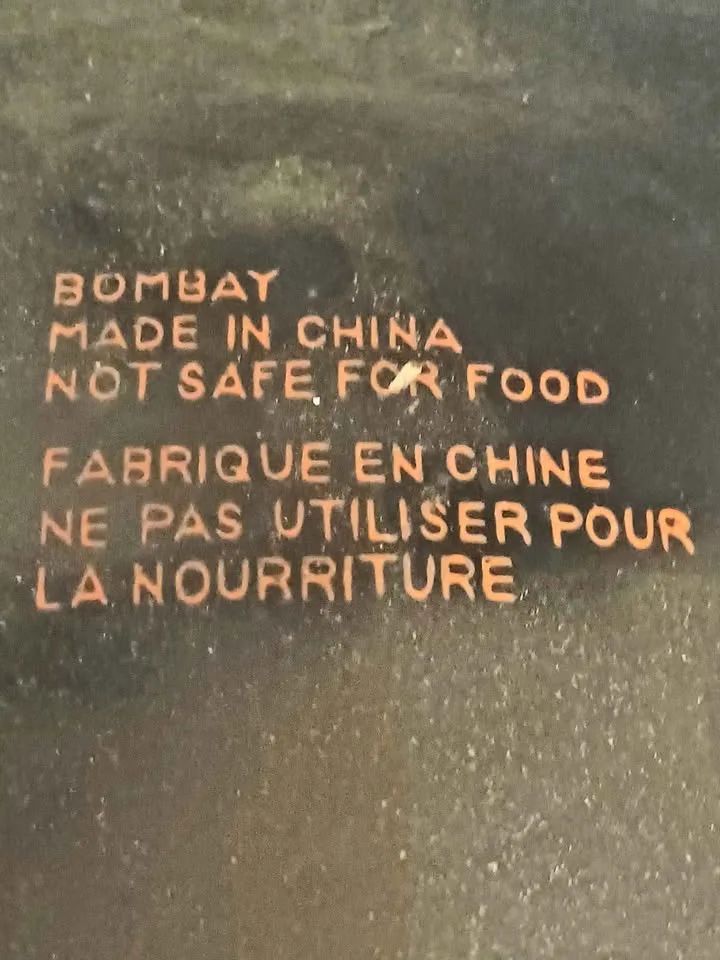 BOMBAY
MADE IN CHINA
NOT SAFE FOR FOOD
FABRIQUE EN CHINE
NE PAS UTILISER POUR
LA NOURRITURE